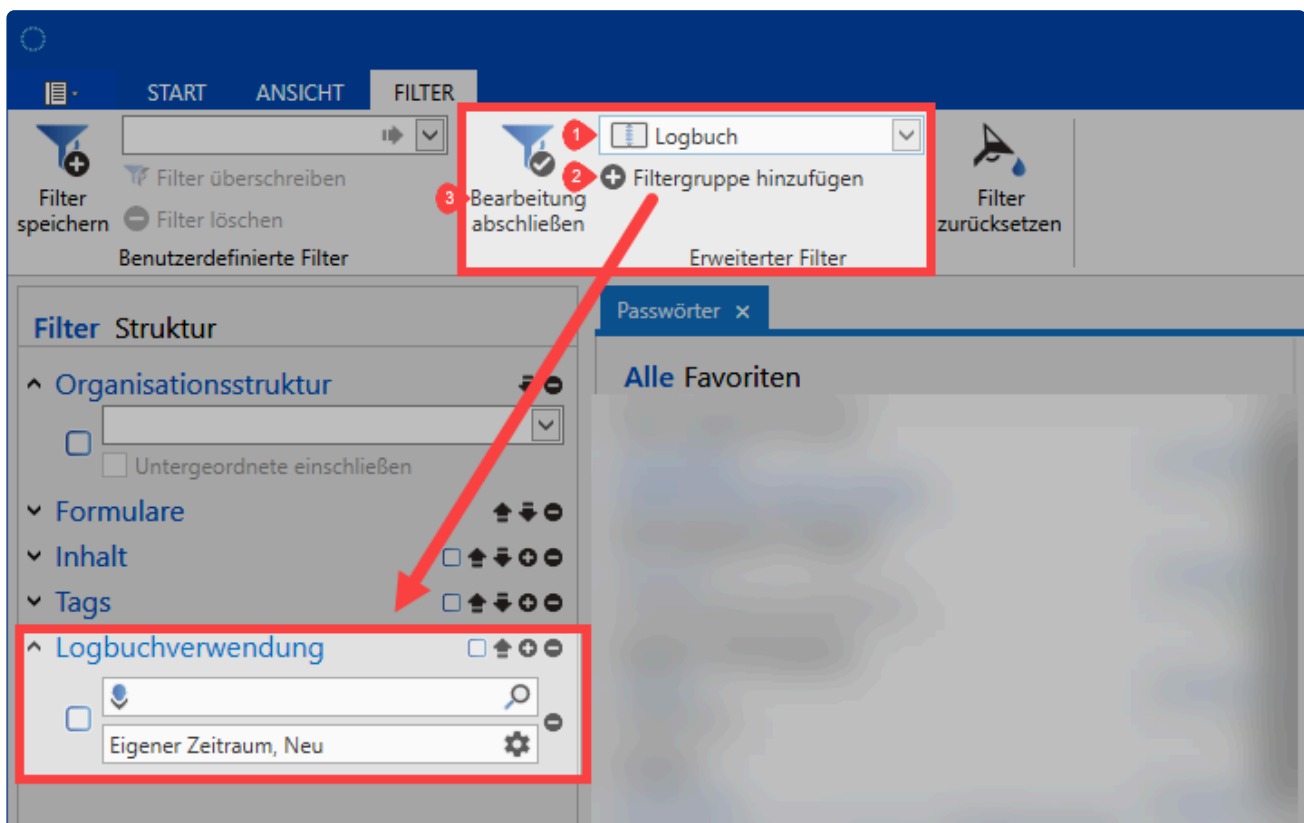 START ANSICHT FILTER
1 Logbuch
Filter überschreiben
2 Filtergruppe hinzufügen
Filter
speichern
Filter löschen
3 Bearbeitung
abschließen
Filter
zurücksetzen
Benutzerdefinierte Filter
Erweiterter Filter
Filter Struktur
Passwörter ×
Organisationsstruktur
Alle Favoriten
Untergeordnete einschließen
Formulare
Inhalt
Tags
Logbuchverwendung
Eigener Zeitraum, Neu